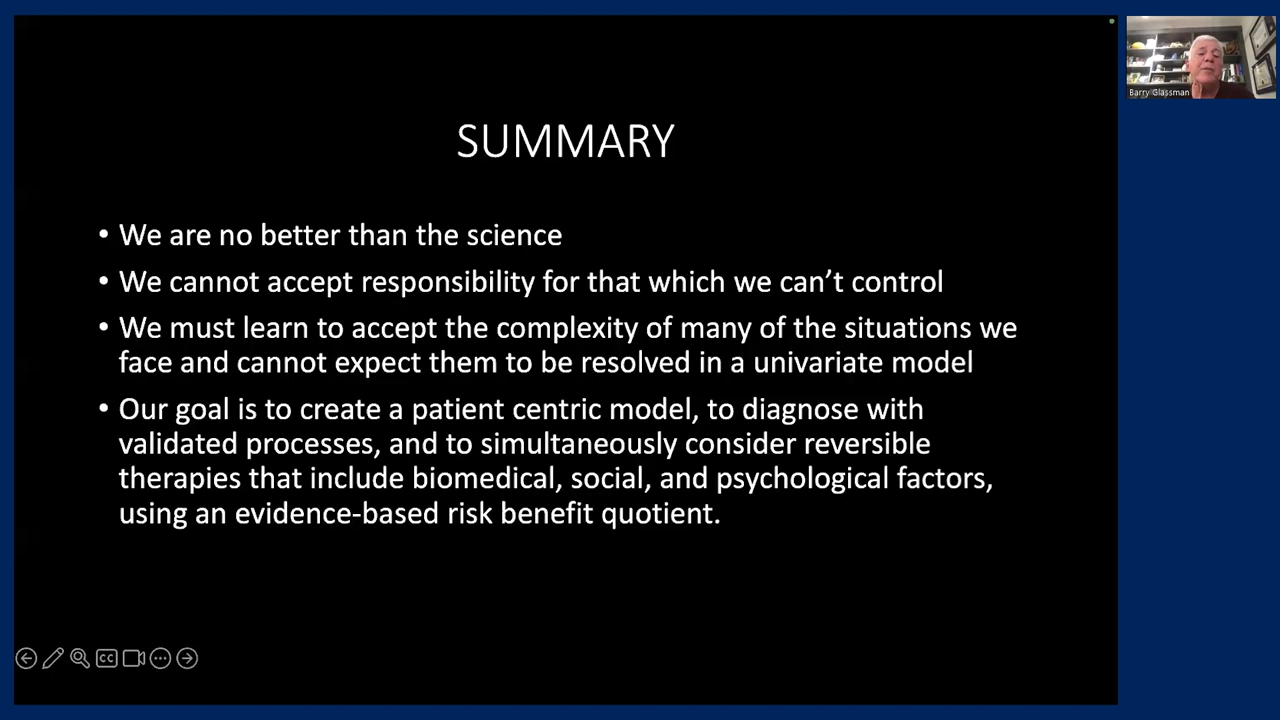 SUMMARY
• We are no better than the science
• We cannot accept responsibility for that which we can’t control
• We must learn to accept the complexity of many of the situations we
face and cannot expect them to be resolved in a univariate model
• Our goal is to create a patient centric model, to diagnose with
validated processes, and to simultaneously consider reversible
therapies that include biomedical, social, and psychological factors,
using an evidence-based risk benefit quotient.
Barry Glassman
CC